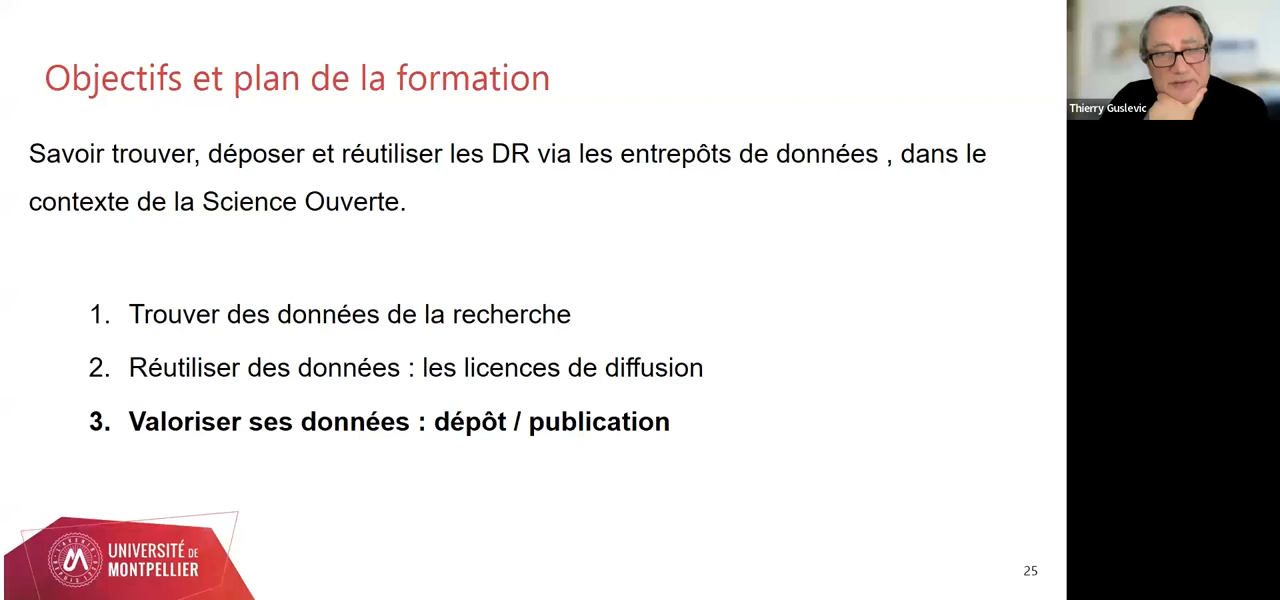 Objectifs et plan de la formation
Savoir trouver, déposer et réutiliser les DR via les entrepôts de données , dans le
contexte de la Science Ouverte.
1. Trouver des données de la recherche
2. Réutiliser des données : les licences de diffusion
3. Valoriser ses données : dépôt / publication
UNIVERSITÉ DE
MONTPELLIER
25
Thierry Guslevic